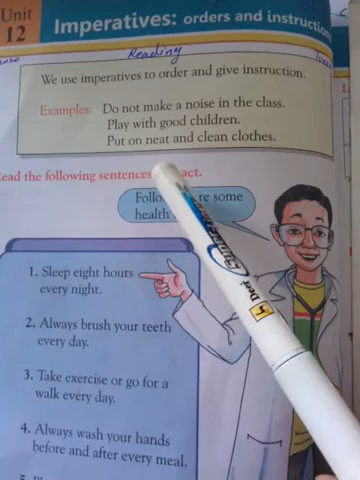 Unit
12
Imperatives: orders and instruction
Reading
We use imperatives to order and give instruction.
Examples: Do not make a noise in the class.
Play with good children.
Put on neat and clean clothes.
ead the following sentences act.
Follo re some
health
1. Sleep eight hours
every night.
2. Always brush your teeth
every day.
3. Take exercise or go for a
walk every day.
4. Always wash your hands
before and after every meal.
Deer